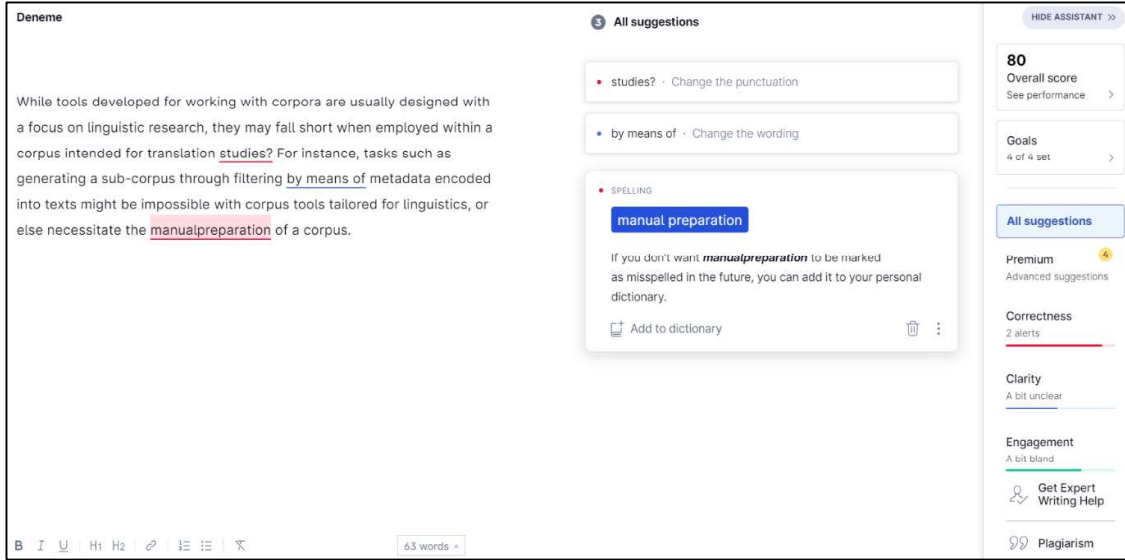 Deneme
While tools developed for working with corpora are usually designed with
a focus on linguistic research, they may fall short when employed within a
corpus intended for translation studies? For instance, tasks such as
generating a sub-corpus through filtering by means of metadata encoded
into texts might be impossible with corpus tools tailored for linguistics, or
else necessitate the manualpreparation of a corpus.
B I U H1 H2
63 words
3 All suggestions
studies? · Change the punctuation
by means of · Change the wording
SPELLING
manual preparation
If you don't want manualpreparation to be marked
as misspelled in the future, you can add it to your personal
dictionary.
Add to dictionary
HIDE ASSISTANT
80
Overall score
See performance
Goals
4 of 4 set
All suggestions
Premium 4
Advanced suggestions
Correctness
2 alerts
Clarity
A bit unclear
Engagement
A bit bland
Get Expert
Writing Help
Plagiarism